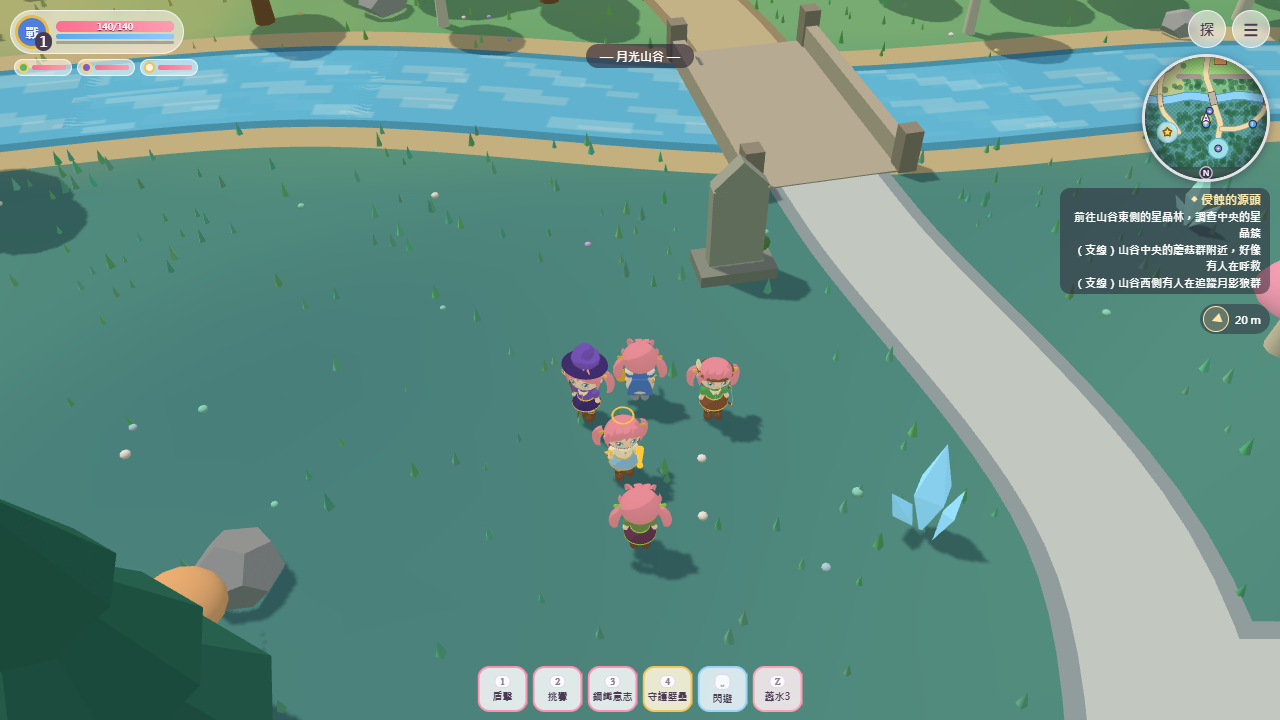 戰
1
140/140
— 月光山谷 —
探
N
侵蝕的源頭
前往山谷東側的星晶林，調查中央的星
晶簇
（支線）山谷中央的蘑菇群附近，好像
有人在呼救
（支線）山谷西側有人在追蹤月影狼群
20 m
1
盾擊
2
挑釁
3
鋼鐵意志
4
守護壁壘
閃避
Z
藥水3